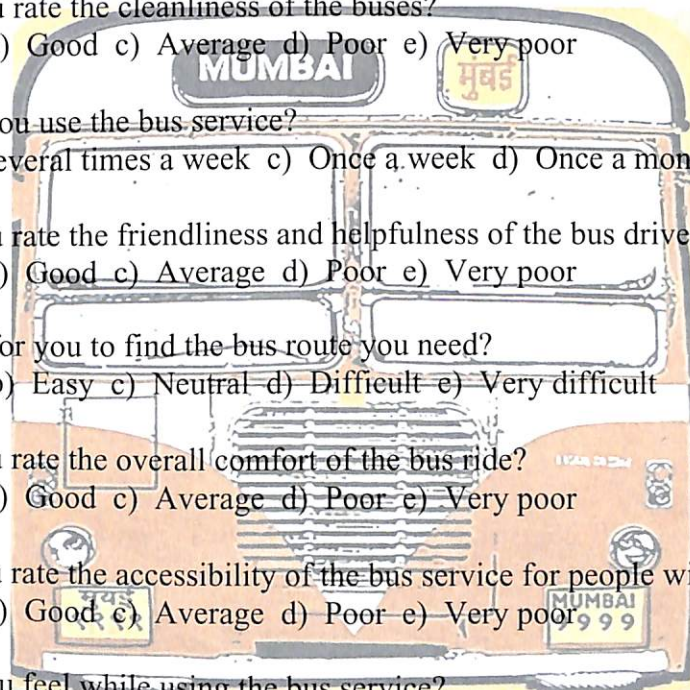 u rate the cleanliness of the buses?
) Good c) Average d) Poor e) Very poor
MUMBAI
मुंबई
ou use the bus service?
everal times a week c) Once a week d) Once a mon
u rate the friendliness and helpfulness of the bus drive
) Good c) Average d) Poor e) Very poor
or you to find the bus route you need?
) Easy c) Neutral d) Difficult e) Very difficult
u rate the overall comfort of the bus ride?
) Good c) Average d) Poor e) Very poor
u rate the accessibility of the bus service for people wi
) Good c) Average d) Poor e) Very poor
MUMBAI
9999
u feel while using the bus service?